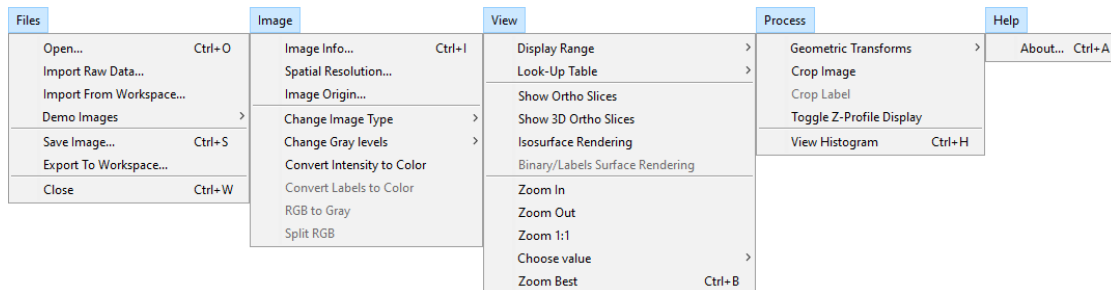 Files
Open... Ctrl+O
Import Raw Data...
Import From Workspace...
Demo Images
Save Image... Ctrl+S
Export To Workspace...
Close Ctrl+W
Image
Image Info... Ctrl+I
Spatial Resolution...
Image Origin...
Change Image Type
Change Gray levels
Convert Intensity to Color
Convert Labels to Color
RGB to Gray
Split RGB
View
Display Range
Look-Up Table
Show Ortho Slices
Show 3D Ortho Slices
Isosurface Rendering
Binary/Labels Surface Rendering
Zoom In
Zoom Out
Zoom 1:1
Choose value
Zoom Best Ctrl+B
Process
Geometric Transforms
Crop Image
Crop Label
Toggle Z-Profile Display
View Histogram Ctrl+H
Help
About... Ctrl+A